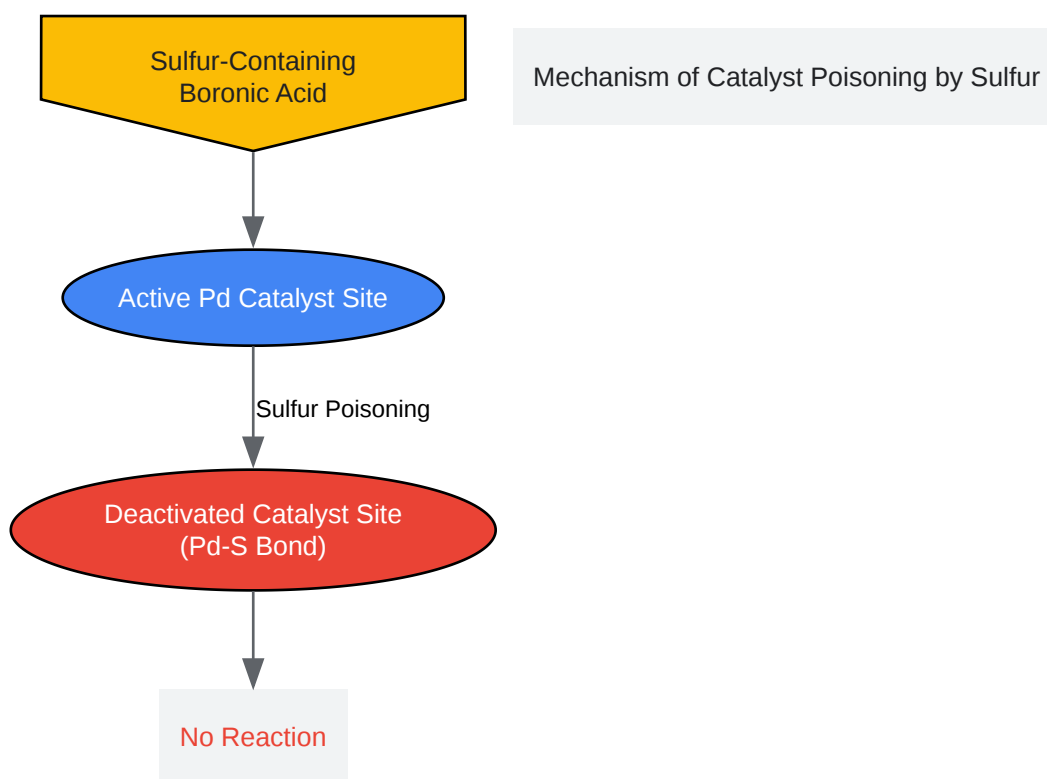 Sulfur-Containing
Boronic Acid
Mechanism of Catalyst Poisoning by Sulfur
Active Pd Catalyst Site
Sulfur Poisoning
Deactivated Catalyst Site
(Pd-S Bond)
No Reaction